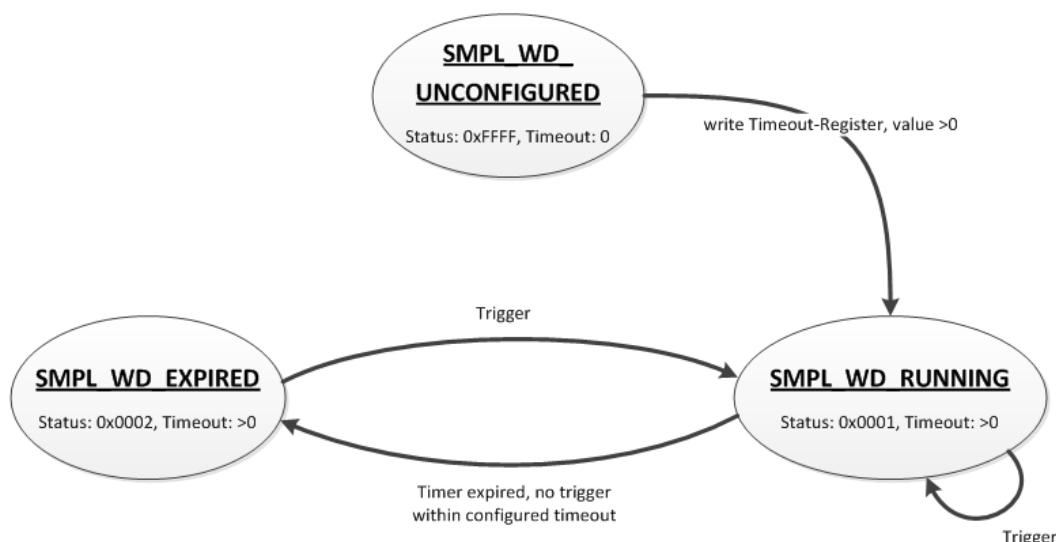 SMPL_WD_
UNCONFIGURED
Status: 0xFFFF, Timeout: 0
write Timeout-Register, value >0
Trigger
SMPL_WD_EXPIRED
Status: 0x0002, Timeout: >0
SMPL_WD_RUNNING
Status: 0x0001, Timeout: >0
Timer expired, no trigger
within configured timeout
Trigger